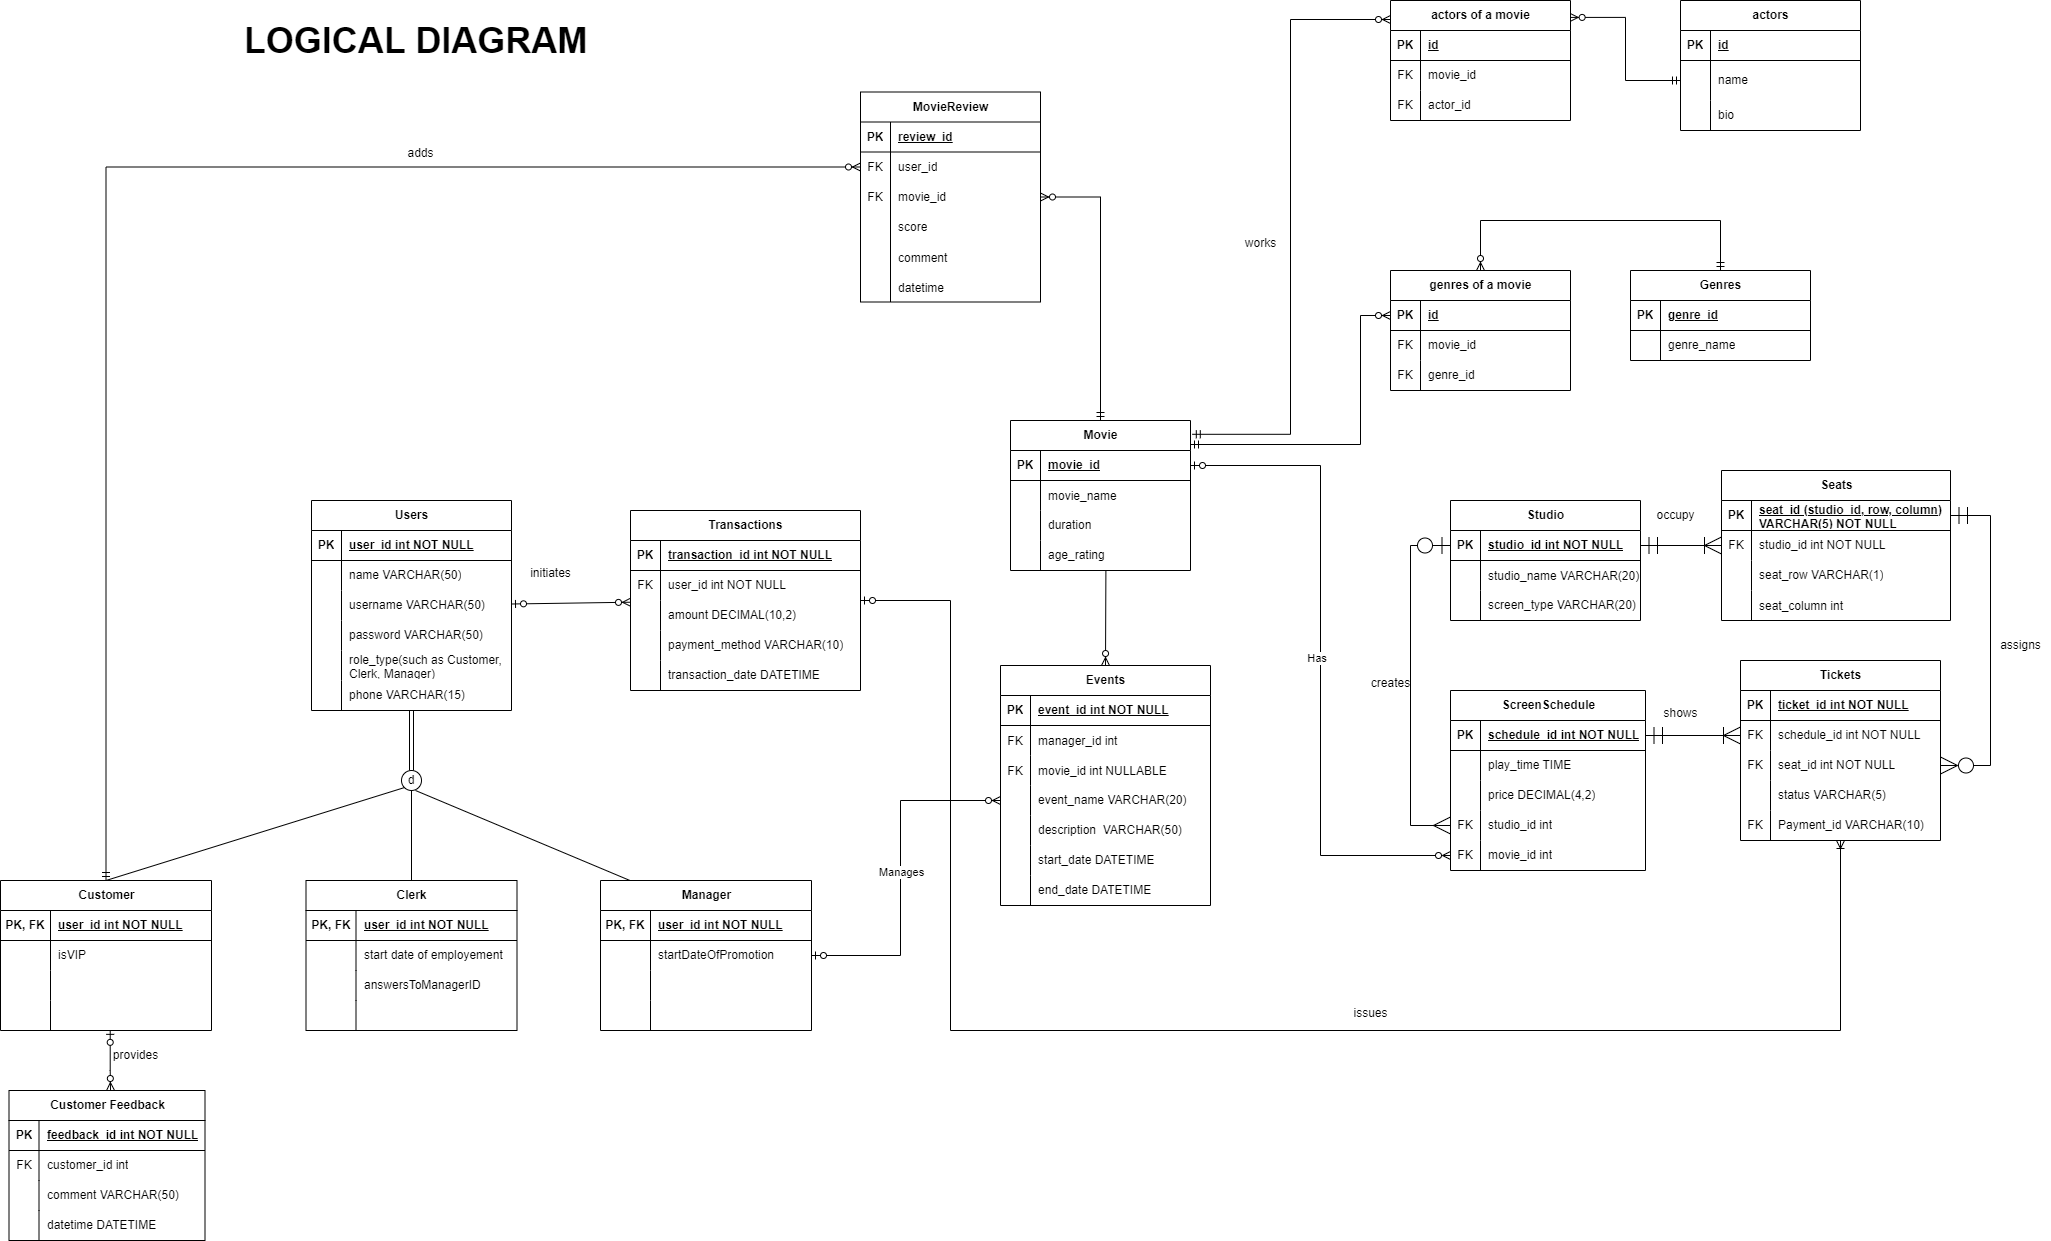 LOGICAL DIAGRAM
actors of a movie
PK id
FK movie_id
FK actor_id
actors
PK id
name
bio
MovieReview
PK review_id
FK user_id
FK movie_id
score
comment
datetime
adds
works
genres of a movie
PK id
FK movie_id
FK genre_id
Genres
PK genre_id
genre_name
Movie
PK movie_id
movie_name
duration
age_rating
Users
PK user_id int NOT NULL
name VARCHAR(50)
username VARCHAR(50)
password VARCHAR(50)
role_type(such as Customer,
Clerk, Manager)
phone VARCHAR(15)
initiates
Transactions
PK transaction_id int NOT NULL
FK user_id int NOT NULL
amount DECIMAL(10,2)
payment_method VARCHAR(10)
transaction_date DATETIME
Studio
PK studio_id int NOT NULL
studio_name VARCHAR(20)
screen_type VARCHAR(20)
occupy
Seats
PK seat_id (studio_id, row, column)
VARCHAR(5) NOT NULL
FK studio_id int NOT NULL
seat_row VARCHAR(1)
seat_column int
assigns
Has
creates
Events
PK event_id int NOT NULL
FK manager_id int
FK movie_id int NULLABLE
event_name VARCHAR(20)
description  VARCHAR(50)
start_date DATETIME
end_date DATETIME
ScreenSchedule
PK schedule_id int NOT NULL
play_time TIME
price DECIMAL(4,2)
FK studio_id int
FK movie_id int
shows
Tickets
PK ticket_id int NOT NULL
FK schedule_id int NOT NULL
FK seat_id int NOT NULL
status VARCHAR(5)
FK Payment_id VARCHAR(10)
d
Manages
Customer
PK, FK user_id int NOT NULL
isVIP
Clerk
PK, FK user_id int NOT NULL
start date of employement
answersToManagerID
Manager
PK, FK user_id int NOT NULL
startDateOfPromotion
issues
provides
Customer Feedback
PK feedback_id int NOT NULL
FK customer_id int
comment VARCHAR(50)
datetime DATETIME